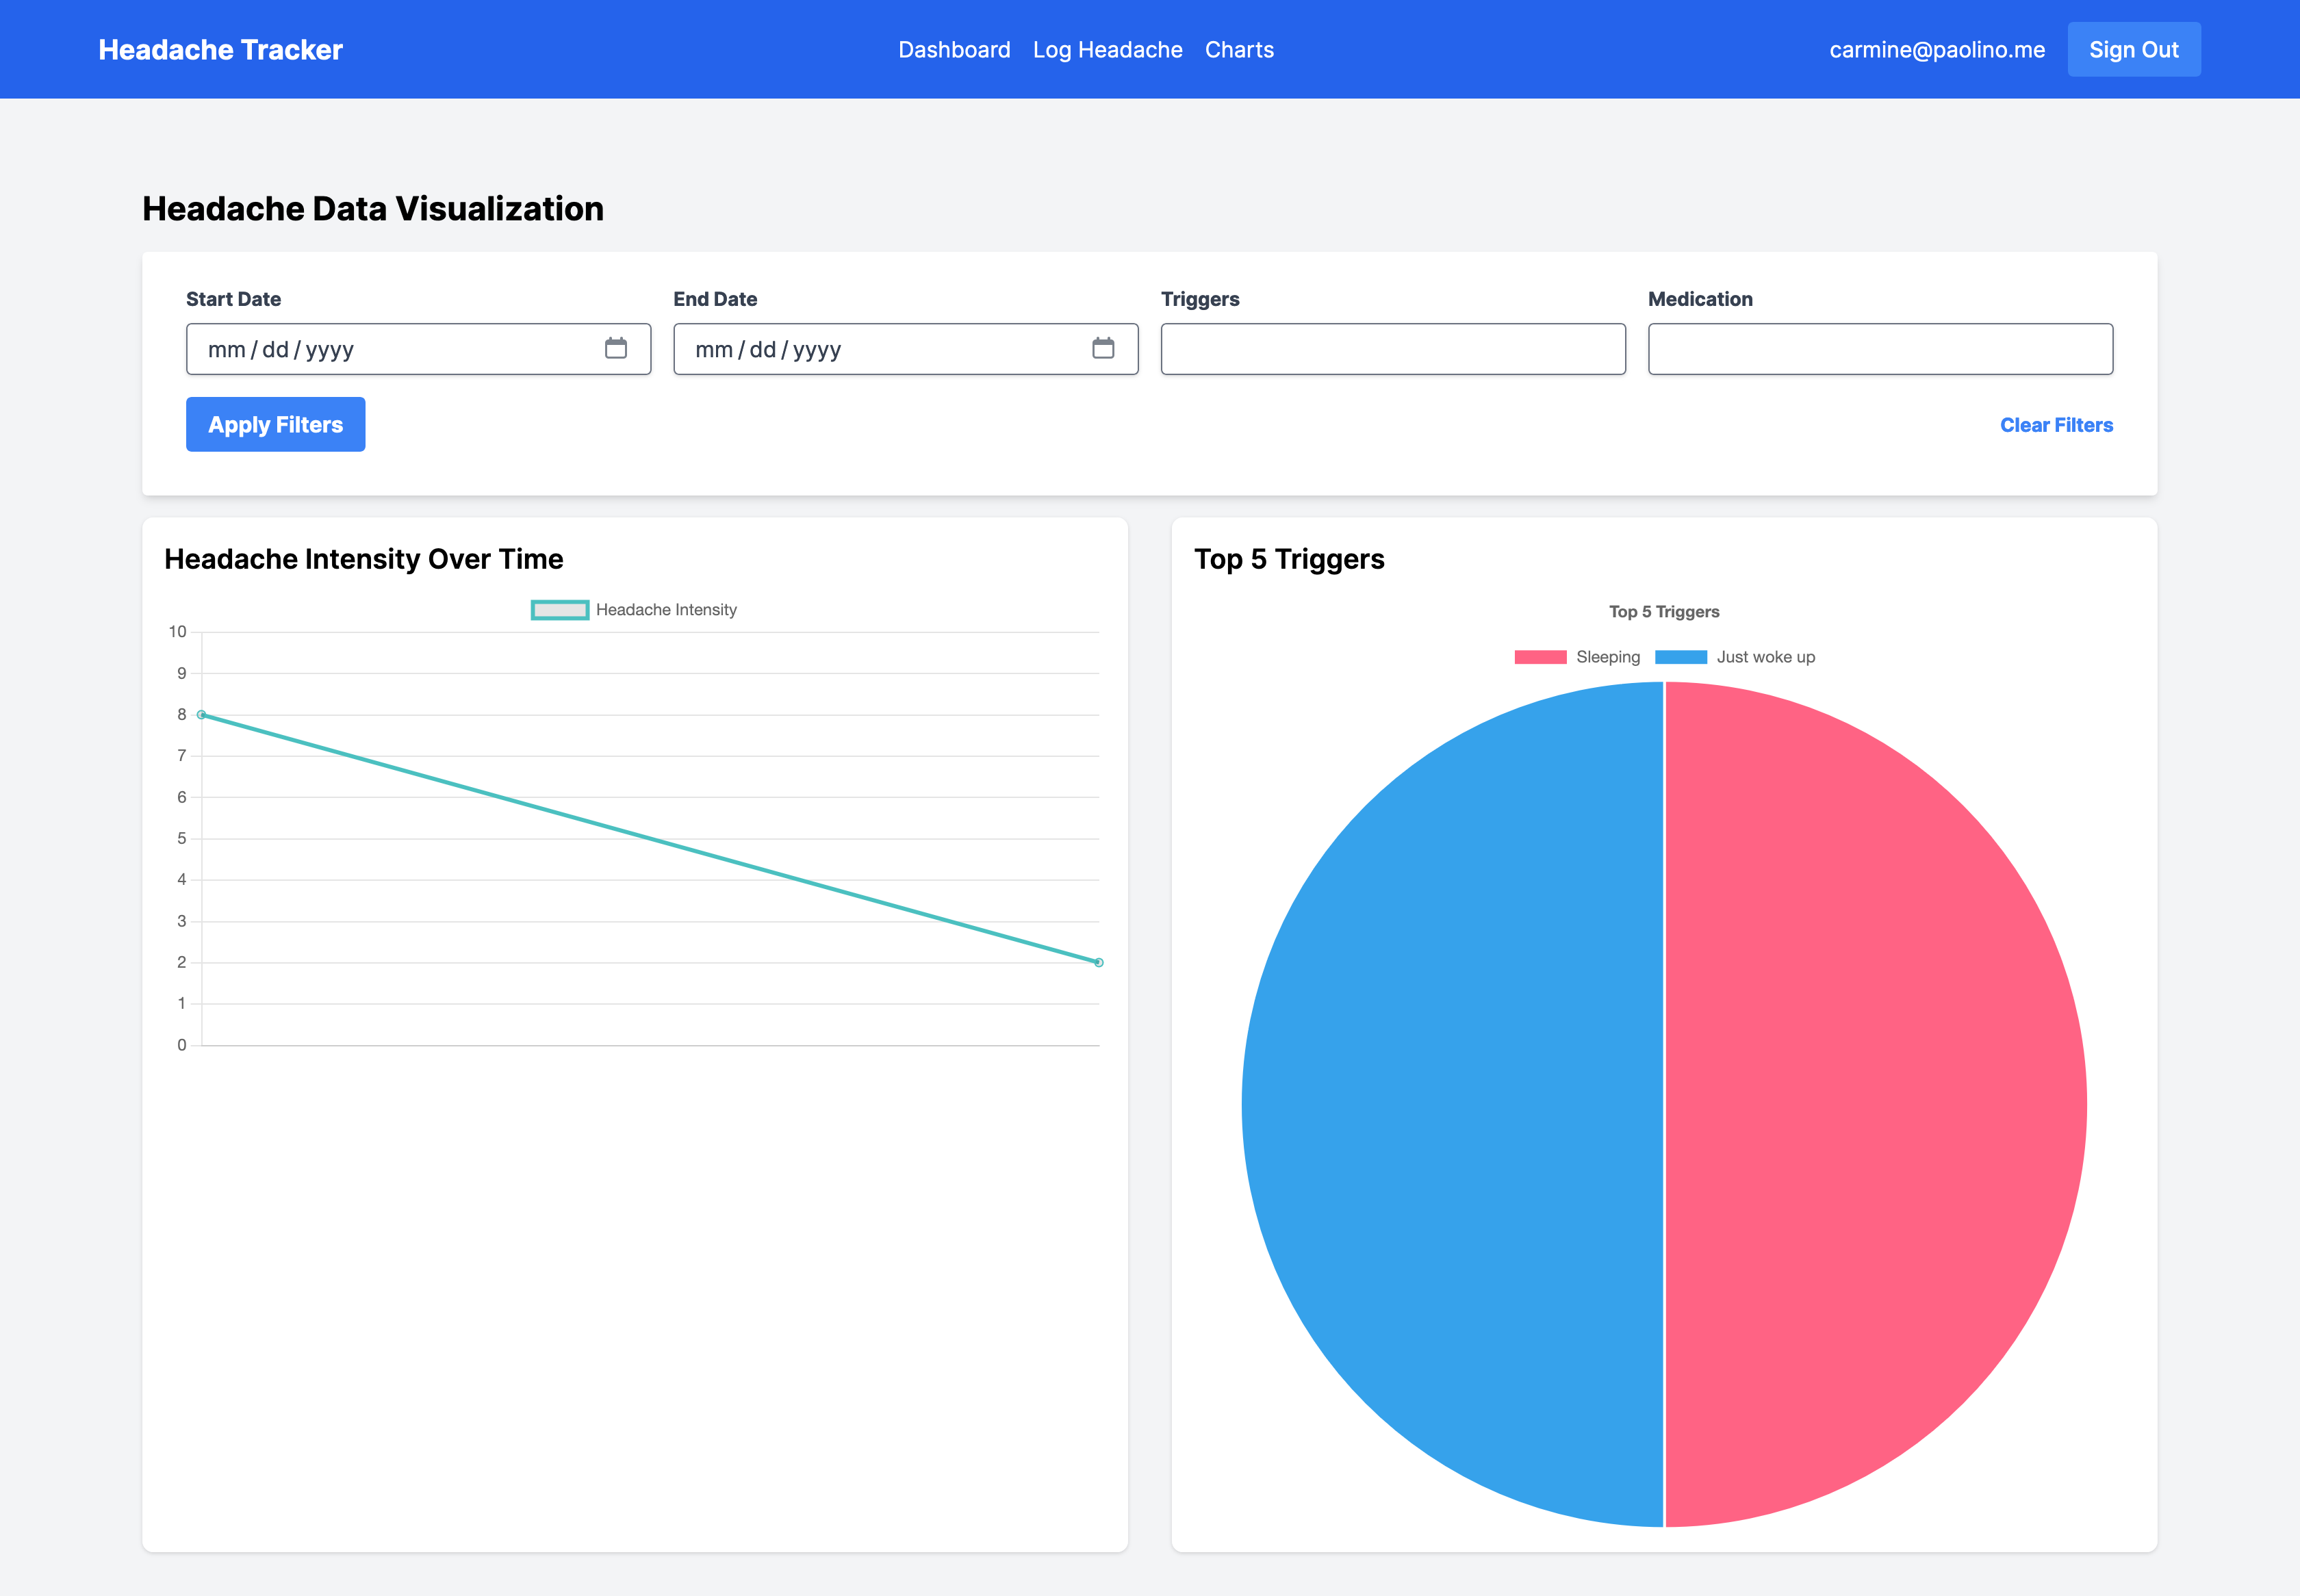 Headache Tracker
Dashboard Log Headache Charts
carmine@paolino.me Sign Out
Headache Data Visualization
Start Date End Date Triggers Medication
mm / dd / yyyy mm / dd / yyyy
Apply Filters Clear Filters
Headache Intensity Over Time
Headache Intensity
10
9
8
7
6
5
4
3
2
1
0
Top 5 Triggers
Top 5 Triggers
Sleeping Just woke up